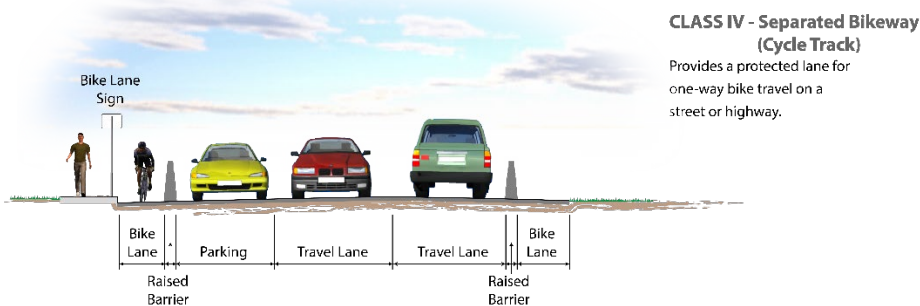 CLASS IV - Separated Bikeway
(Cycle Track)
Provides a protected lane for
one-way bike travel on a
street or highway.
Bike Lane
Sign
Bike
Lane
Parking
Travel Lane
Travel Lane
Bike
Lane
Raised
Barrier
Raised
Barrier